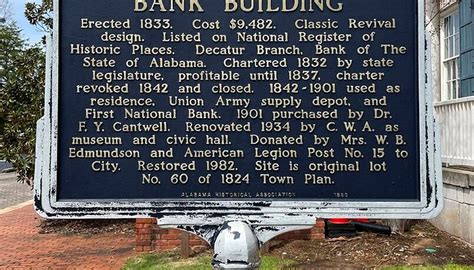 BANK BUILDING
Erected 1833. Cost $9,482. Classic Revival
design. Listed on National Register of
Historic Places. Decatur Branch, Bank of The
State of Alabama. Chartered 1832 by state
legislature, profitable until 1837, charter
revoked 1842 and closed. 1842-1901 used as
residence, Union Army supply depot, and
First National Bank. 1901 purchased by Dr.
F. Y. Cantwell. Renovated 1934 by C. W. A. as
museum and civic hall. Donated by Mrs. W. B.
Edmundson and American Legion Post No. 15 to
City. Restored 1982. Site is original lot
No. 60 of 1824 Town Plan.
ALABAMA HISTORICAL ASSOCIATION